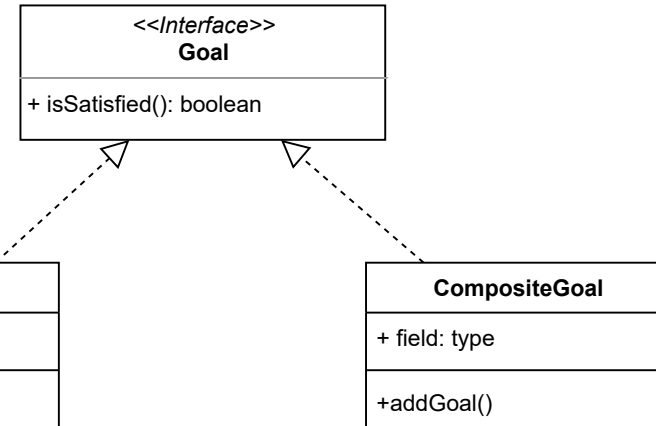 <<Interface>>
Goal
+ isSatisfied(): boolean
CompositeGoal
+ field: type
+addGoal()